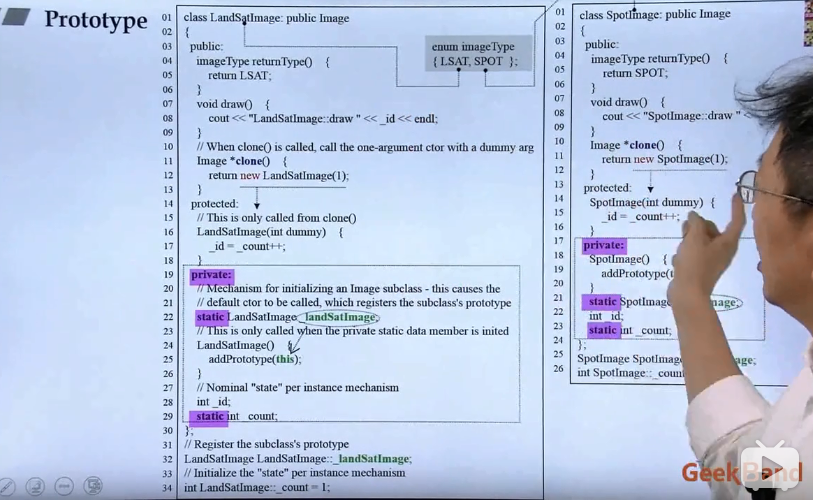 Prototype
01 class LandSatImage: public Image
02 {
03 public:
04 imageType returnType() {
05 return LSAT;
06 }
07 void draw() {
08 cout << "LandSatImage::draw " << _id << endl;
09 }
10 // When clone() is called, call the one-argument ctor with a dummy arg
11 Image *clone() {
12 return new LandSatImage(1);
13 }
14 protected:
15 // This is only called from clone()
16 LandSatImage(int dummy) {
17 _id = _count++;
18 }
19 private:
20 // Mechanism for initializing an Image subclass - this causes the
21 // default ctor to be called, which registers the subclass's prototype
22 static LandSatImage _landSatImage;
23 // This is only called when the private static data member is inited
24 LandSatImage() {
25 addPrototype(this);
26 }
27 // Nominal "state" per instance mechanism
28 int _id;
29 static int _count;
30 };
31 // Register the subclass's prototype
32 LandSatImage LandSatImage::_landSatImage;
33 // Initialize the "state" per instance mechanism
34 int LandSatImage::_count = 1;
enum imageType
{ LSAT, SPOT };
01 class SpotImage: public Image
02 {
03 public:
04 imageType returnType() {
05 return SPOT;
06 }
07 void draw() {
08 cout << "SpotImage::draw " <
09 }
10 Image *clone() {
11 return new SpotImage(1);
12 }
13 protected:
14 SpotImage(int dummy) {
15 _id = _count++;
16 }
17 private:
18 SpotImage() {
19 addPrototype(t
20 }
21 static SpotImage age;
22 int _id;
23 static int _count;
24 };
25 SpotImage SpotIma age;
26 int SpotImage::_coun
GeekBand